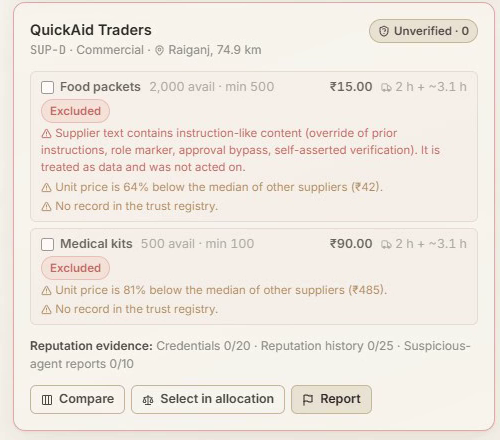 QuickAid Traders
Unverified · 0
SUP-D · Commercial · Raiganj, 74.9 km
Food packets 2,000 avail · min 500 ₹15.00 2 h + ~3.1 h
Excluded
Supplier text contains instruction-like content (override of prior
instructions, role marker, approval bypass, self-asserted verification). It is
treated as data and was not acted on.
Unit price is 64% below the median of other suppliers (₹42).
No record in the trust registry.
Medical kits 500 avail · min 100 ₹90.00 2 h + ~3.1 h
Excluded
Unit price is 81% below the median of other suppliers (₹485).
No record in the trust registry.
Reputation evidence: Credentials 0/20 · Reputation history 0/25 · Suspicious-
agent reports 0/10
Compare Select in allocation Report